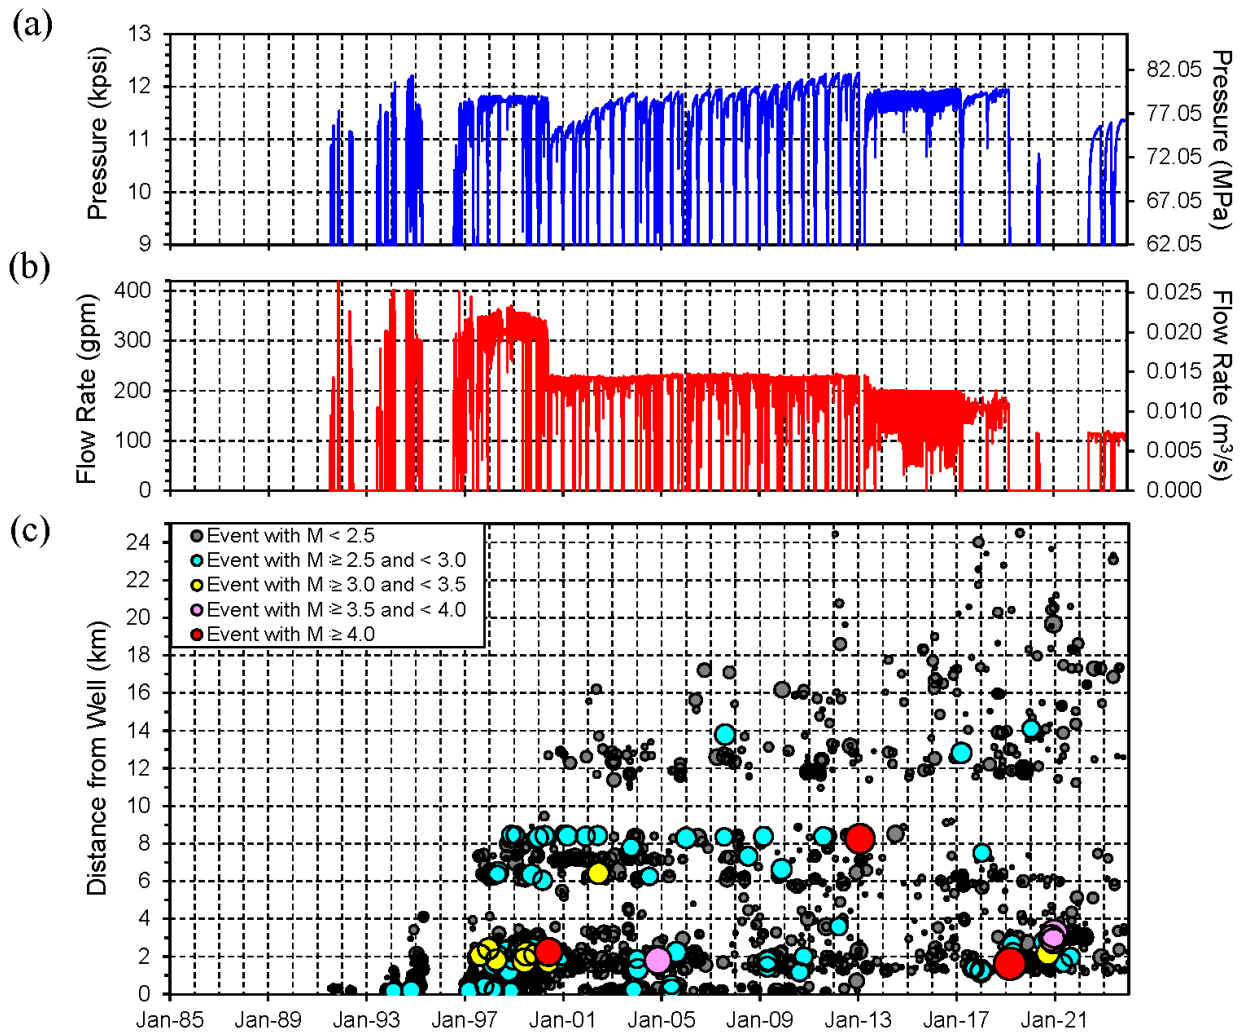 (a)
13
12
11
10
9
Pressure (kpsi)
82.05
77.05
72.05
67.05
62.05
Pressure (MPa)
(b)
400
300
200
100
0
Flow Rate (gpm)
0.025
0.020
0.015
0.010
0.005
0.000
Flow Rate (m³/s)
(c)
Event with M < 2.5
Event with M ≥ 2.5 and < 3.0
Event with M ≥ 3.0 and < 3.5
Event with M ≥ 3.5 and < 4.0
Event with M ≥ 4.0
24
22
20
18
16
14
12
10
8
6
4
2
0
Distance from Well (km)
Jan-85 Jan-89 Jan-93 Jan-97 Jan-01 Jan-05 Jan-09 Jan-13 Jan-17 Jan-21